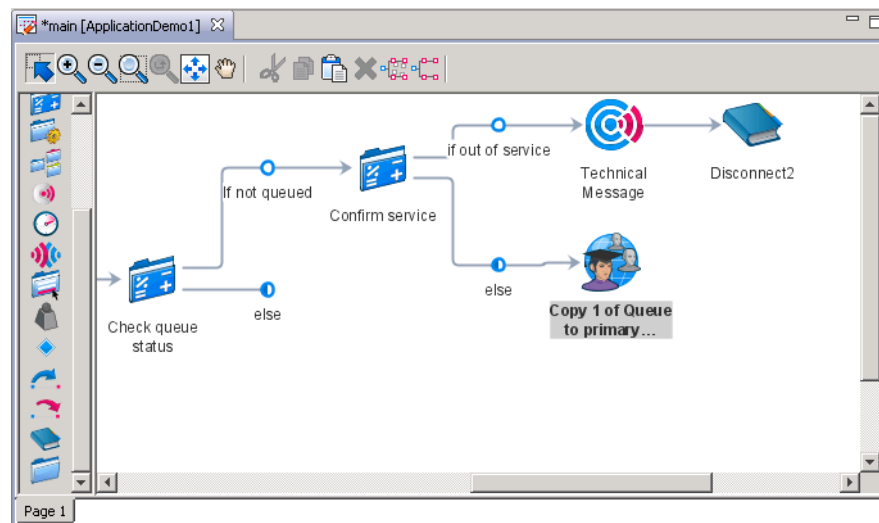 *main [ApplicationDemo1]
if out of service
Technical
Message
Disconnect2
If not queued
Confirm service
else
Copy 1 of Queue
to primary...
Check queue
status
else
Page 1